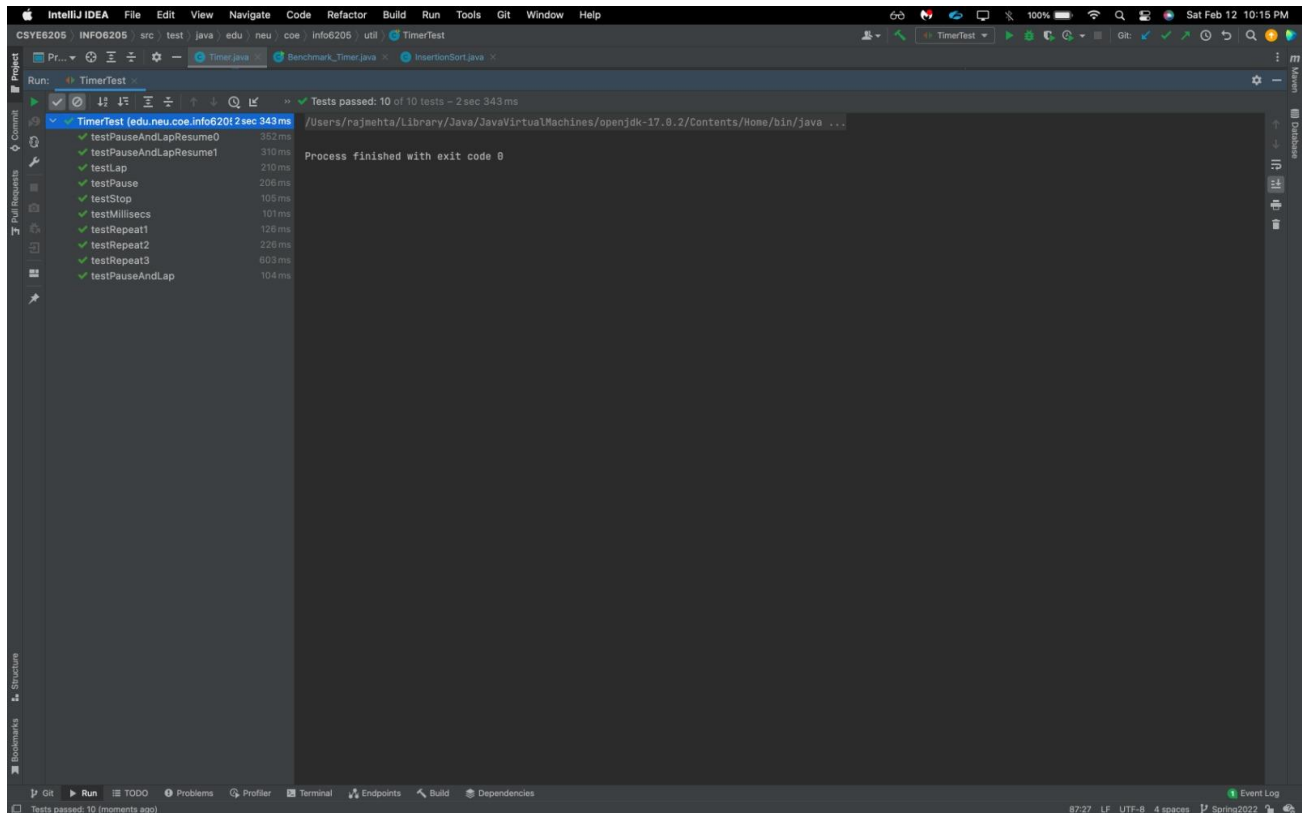 IntelliJ IDEA File Edit View Navigate Code Refactor Build Run Tools Git Window Help 100% Sat Feb 12 10:15 PM
CSYE6205 INFO6205 src test java edu neu coe info6205 util TimerTest TimerTest Git:
Project Pr... Timer.java Benchmark_Timer.java InsertionSort.java m Maven
Run: TimerTest
Tests passed: 10 of 10 tests – 2 sec 343 ms
TimerTest (edu.neu.coe.info620 2 sec 343 ms /Users/rajmehta/Library/Java/JavaVirtualMachines/openjdk-17.0.2/Contents/Home/bin/java ...
testPauseAndLapResume0 352 ms
testPauseAndLapResume1 310 ms Process finished with exit code 0
testLap 210 ms
testPause 206 ms
testStop 105 ms
testMillisecs 101 ms
testRepeat1 126 ms
testRepeat2 226 ms
testRepeat3 603 ms
testPauseAndLap 104 ms
Commit
Pull Requests
Database
Structure
Bookmarks
Git Run TODO Problems Profiler Terminal Endpoints Build Dependencies 1 Event Log
Tests passed: 10 (moments ago) 87:27 LF UTF-8 4 spaces Spring2022